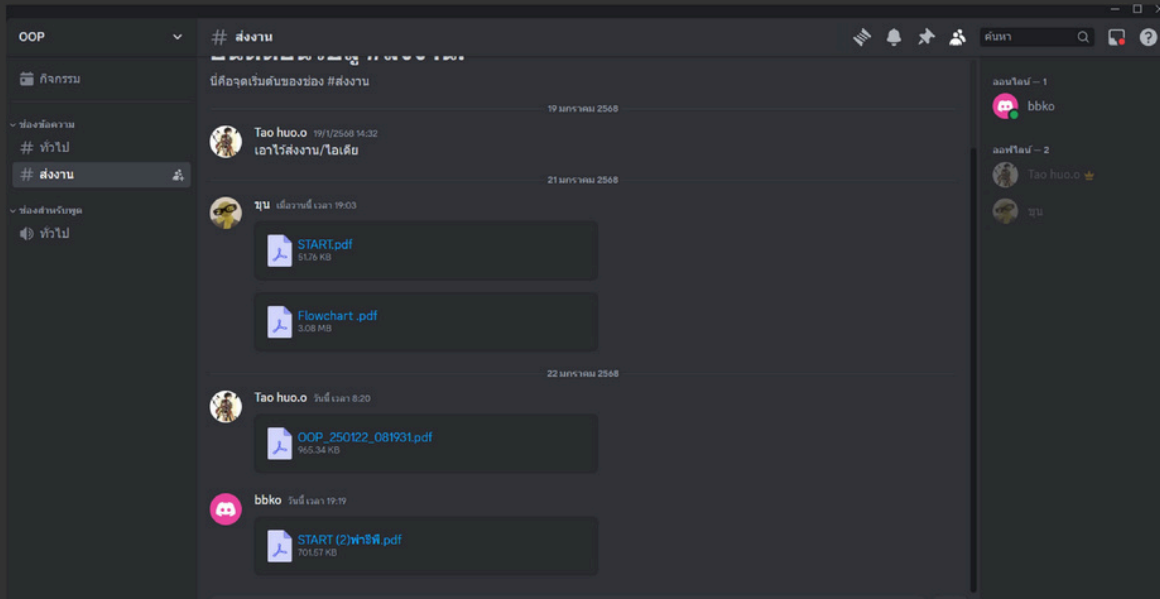 OOP
กิจกรรม
ช่องข้อความ
# ทั่วไป
# ส่งงาน
ช่องสำหรับพูด
ทั่วไป
# ส่งงาน
ค้นหา
นี่คือจุดเริ่มต้นของช่อง #ส่งงาน
19 มกราคม 2568
Tao huo.o 19/1/2568 14:32
เอาไว้ส่งงาน/ไอเดีย
21 มกราคม 2568
ขุน เมื่อวานนี้ เวลา 19:03
START.pdf
51.76 KB
Flowchart .pdf
3.08 MB
22 มกราคม 2568
Tao huo.o วันนี้ เวลา 8:20
OOP_250122_081931.pdf
965.34 KB
bbko วันนี้ เวลา 19:19
START (2)ฟาซิฟิ.pdf
701.57 KB
ออนไลน์ — 1
bbko
ออฟไลน์ — 2
Tao huo.o
ขุน